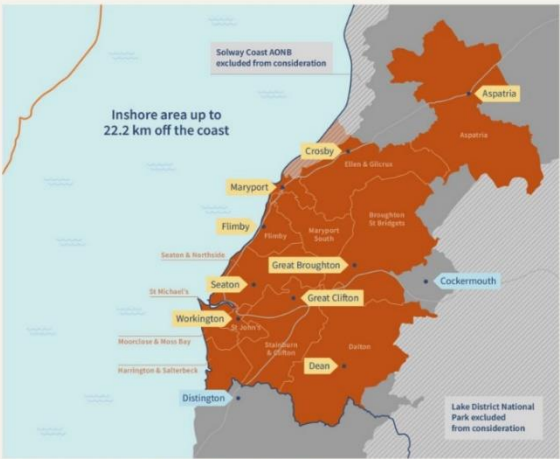 Solway Coast AONB
excluded from consideration
Inshore area up to
22.2 km off the coast
Aspatria
Aspatria
Crosby
Ellen & Gilcrux
Maryport
Broughton
St Bridgets
Flimby
Flimby
Maryport
South
Seaton & Northside
Great Broughton
Seaton
Cockermouth
St Michael's
Great Clifton
Workington
St John's
Moorclose & Moss Bay
Stainburn
& Clifton
Dalton
Dean
Harrington & Salterbeck
Distington
Lake District National
Park excluded
from consideration